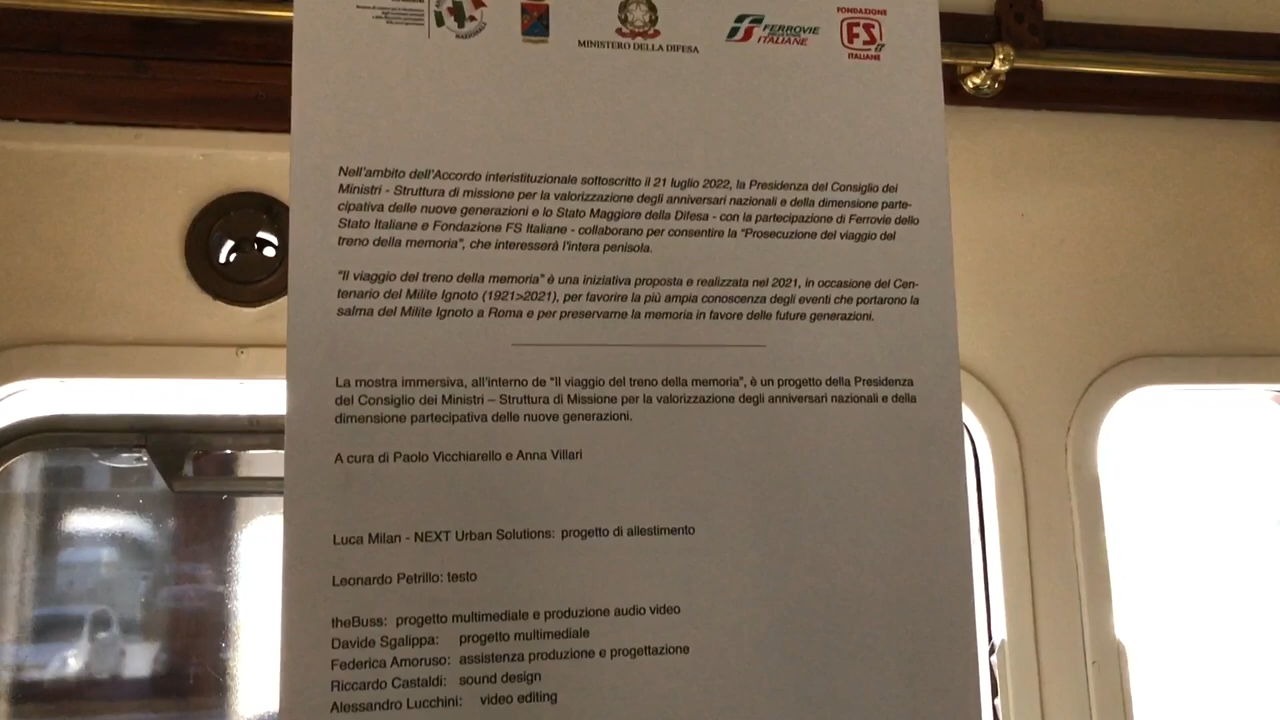 NAZIONALI
MINISTERO DELLA DIFESA
FERROVIE
ITALIANE
FONDAZIONE
FS
ITALIANE
Nell'ambito dell'Accordo interistituzionale sottoscritto il 21 luglio 2022, la Presidenza del Consiglio dei
Ministri - Struttura di missione per la valorizzazione degli anniversari nazionali e della dimensione parte-
cipativa delle nuove generazioni e lo Stato Maggiore della Difesa - con la partecipazione di Ferrovie dello
Stato Italiane e Fondazione FS Italiane - collaborano per consentire la "Prosecuzione del viaggio del
treno della memoria", che interesserà l'intera penisola.
"Il viaggio del treno della memoria" è una iniziativa proposta e realizzata nel 2021, in occasione del Cen-
tenario del Milite Ignoto (1921>2021), per favorire la più ampia conoscenza degli eventi che portarono la
salma del Milite Ignoto a Roma e per preservarne la memoria in favore delle future generazioni.
La mostra immersiva, all'interno de "Il viaggio del treno della memoria", è un progetto della Presidenza
del Consiglio dei Ministri – Struttura di Missione per la valorizzazione degli anniversari nazionali e della
dimensione partecipativa delle nuove generazioni.
A cura di Paolo Vicchiarello e Anna Villari
Luca Milan - NEXT Urban Solutions: progetto di allestimento
Leonardo Petrillo: testo
theBuss: progetto multimediale e produzione audio video
Davide Sgalippa: progetto multimediale
Federica Amoruso: assistenza produzione e progettazione
Riccardo Castaldi: sound design
Alessandro Lucchini: video editing